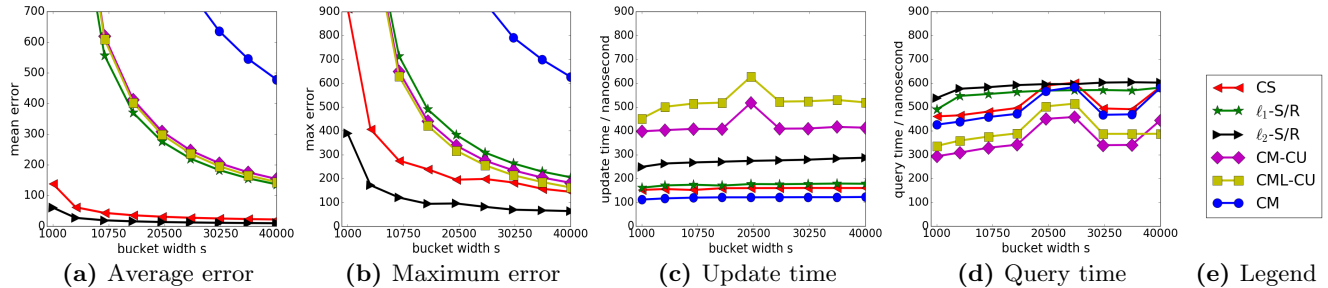 700
600
500
400
300
200
100
0
mean error
1000 10750 20500 30250 40000
bucket width s
(a) Average error
900
800
700
600
500
400
300
200
100
0
max error
1000 10750 20500 30250 40000
bucket width s
(b) Maximum error
900
800
700
600
500
400
300
200
100
0
update time / nanosecond
1000 10750 20500 30250 40000
bucket width s
(c) Update time
900
800
700
600
500
400
300
200
100
0
query time / nanosecond
1000 10750 20500 30250 40000
bucket width s
(d) Query time
CS
ℓ₁-S/R
ℓ₂-S/R
CM-CU
CML-CU
CM
(e) Legend